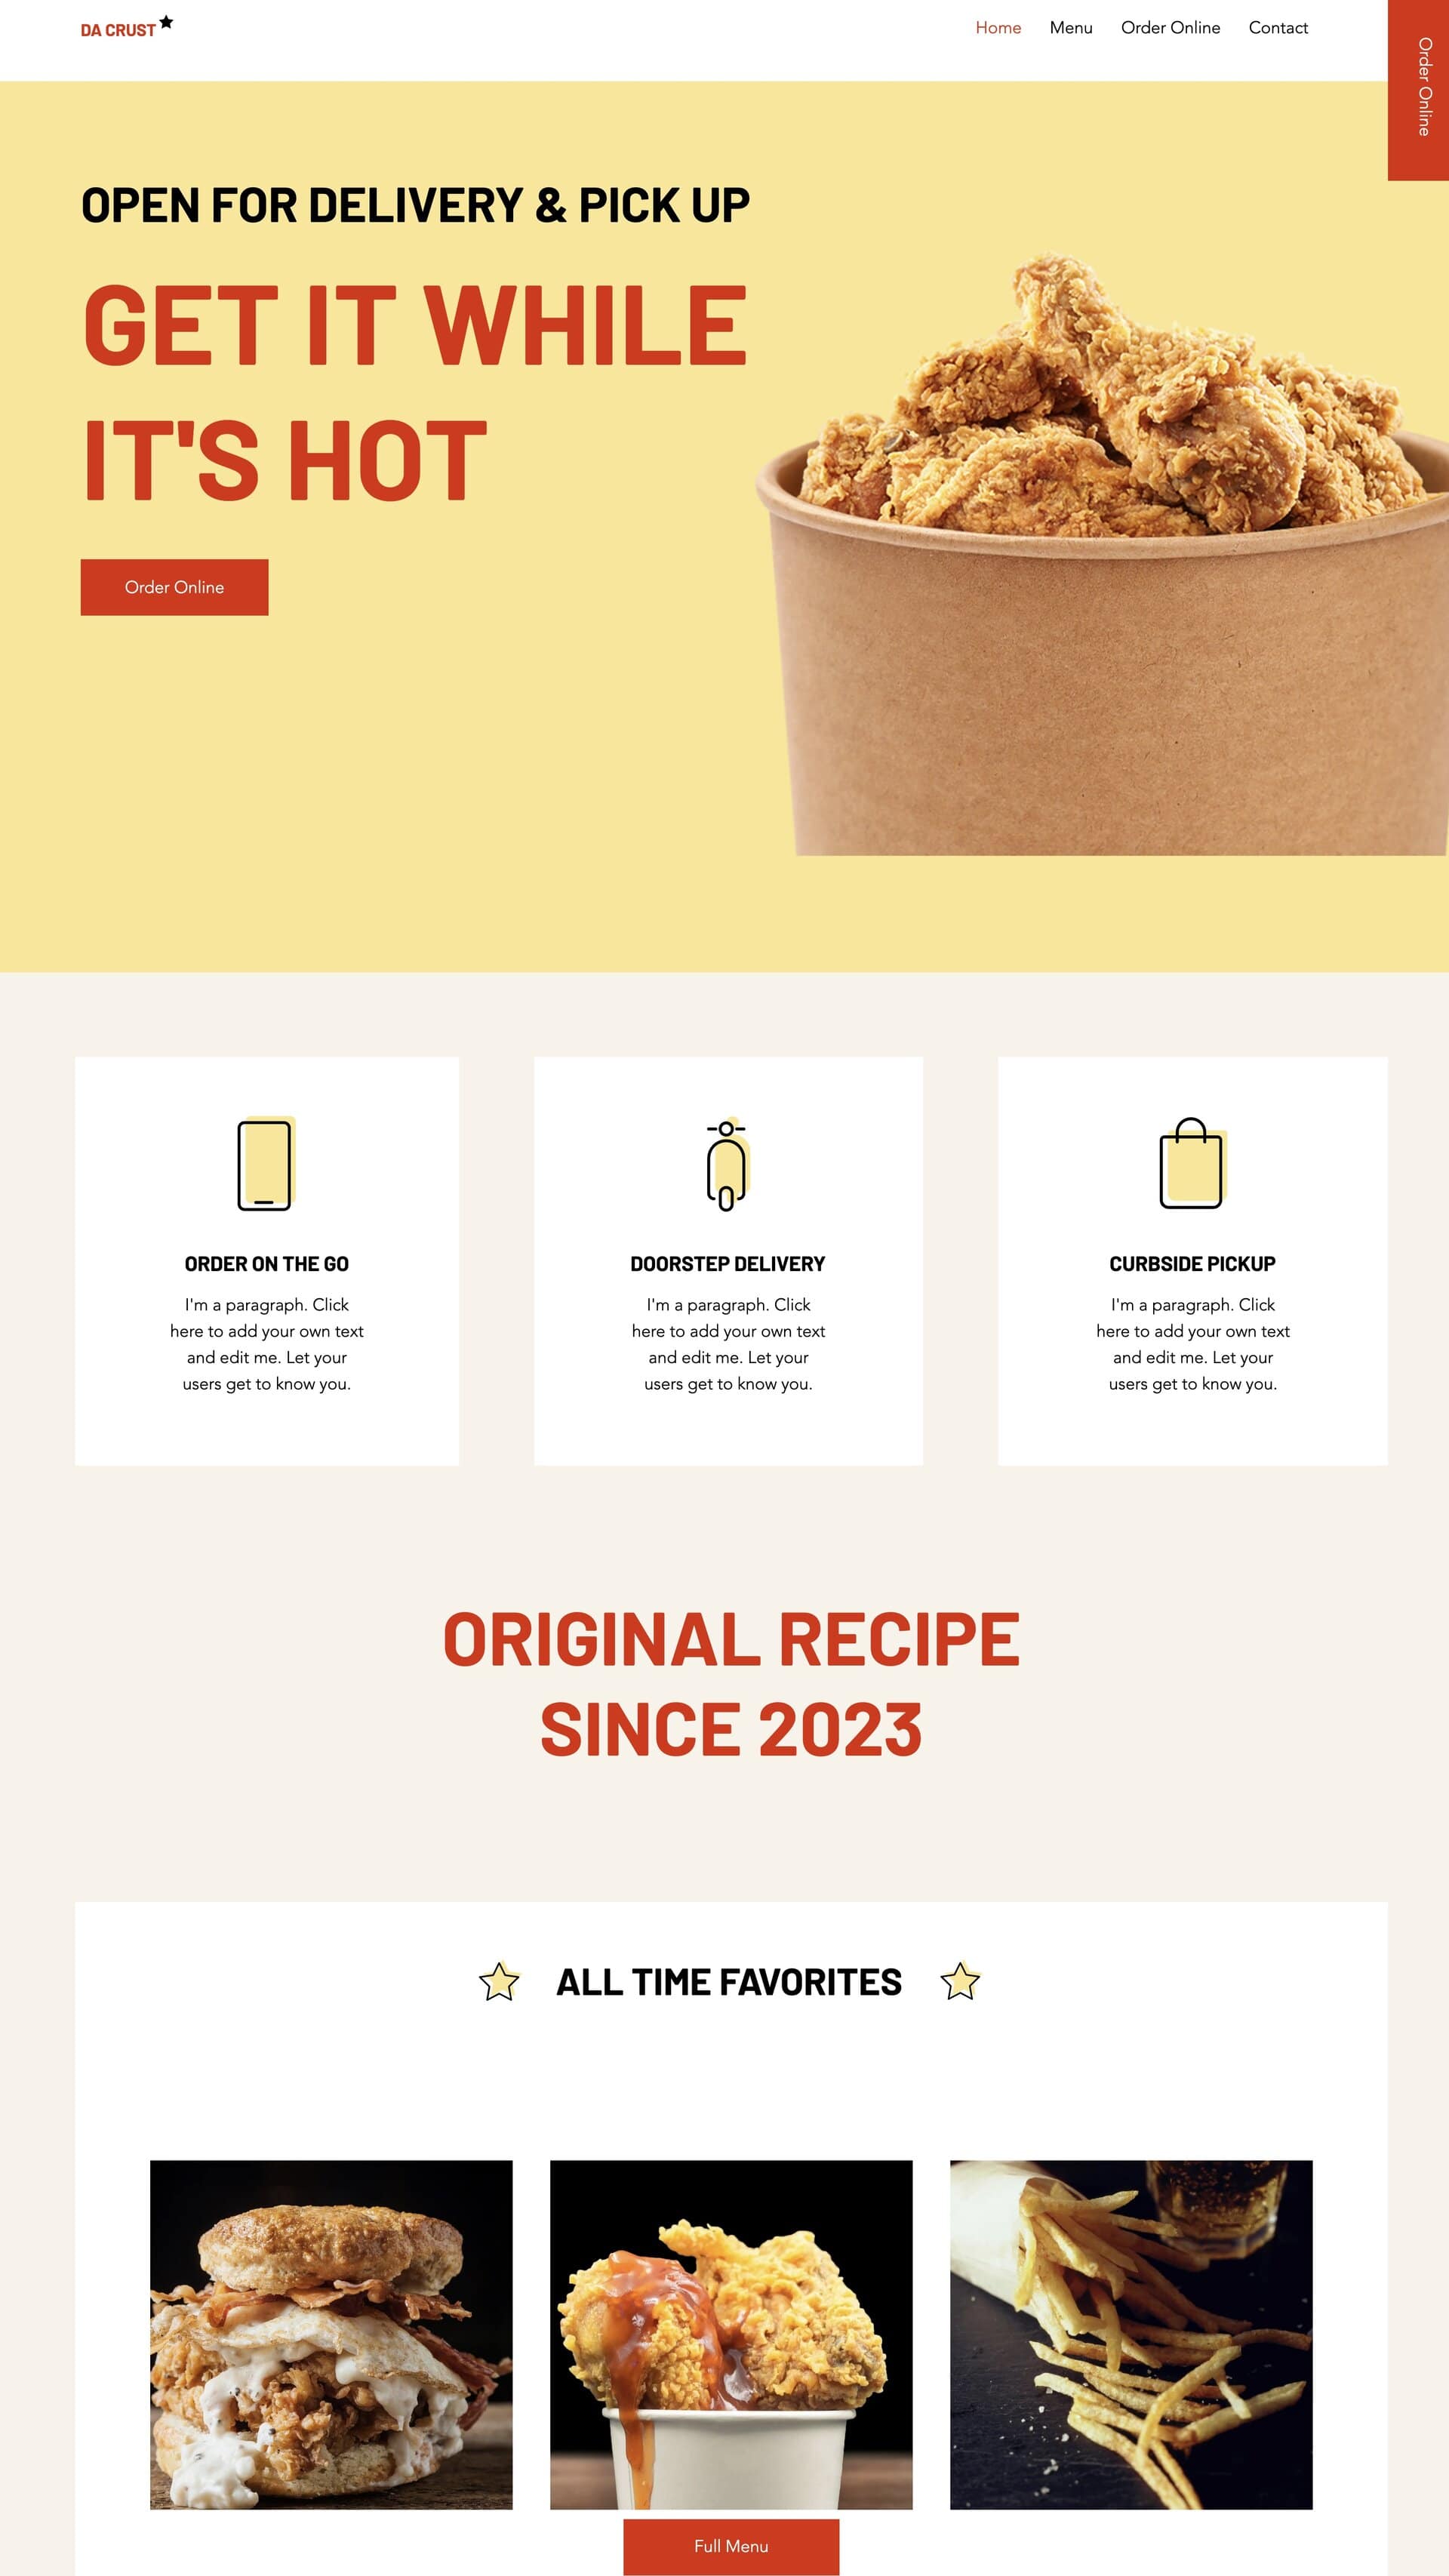 DA CRUST
Home
Menu
Order Online
Contact
Order Online
OPEN FOR DELIVERY & PICK UP
GET IT WHILE
IT'S HOT
Order Online
ORDER ON THE GO
I'm a paragraph. Click
here to add your own text
and edit me. Let your
users get to know you.
DOORSTEP DELIVERY
I'm a paragraph. Click
here to add your own text
and edit me. Let your
users get to know you.
CURBSIDE PICKUP
I'm a paragraph. Click
here to add your own text
and edit me. Let your
users get to know you.
ORIGINAL RECIPE
SINCE 2023
ALL TIME FAVORITES
Full Menu